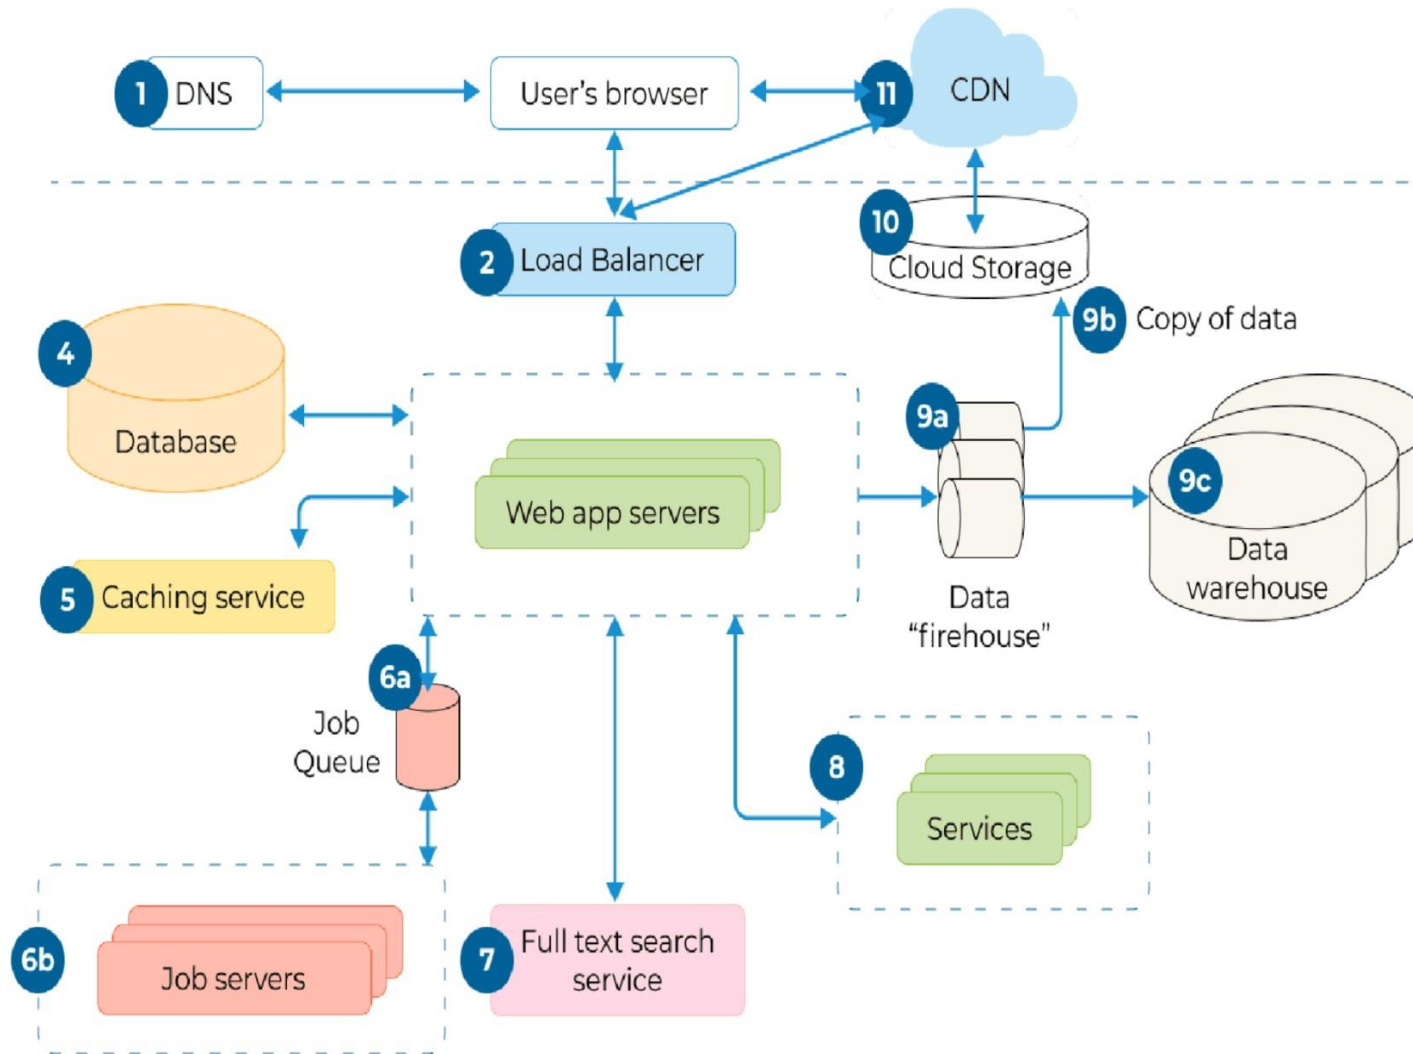 1 DNS
User's browser
11 CDN
2 Load Balancer
10
Cloud Storage
4
Database
9b Copy of data
9a
9c
Web app servers
Data
warehouse
5 Caching service
Data
“firehouse”
6a
Job
Queue
8
Services
6b
Job servers
7
Full text search
service